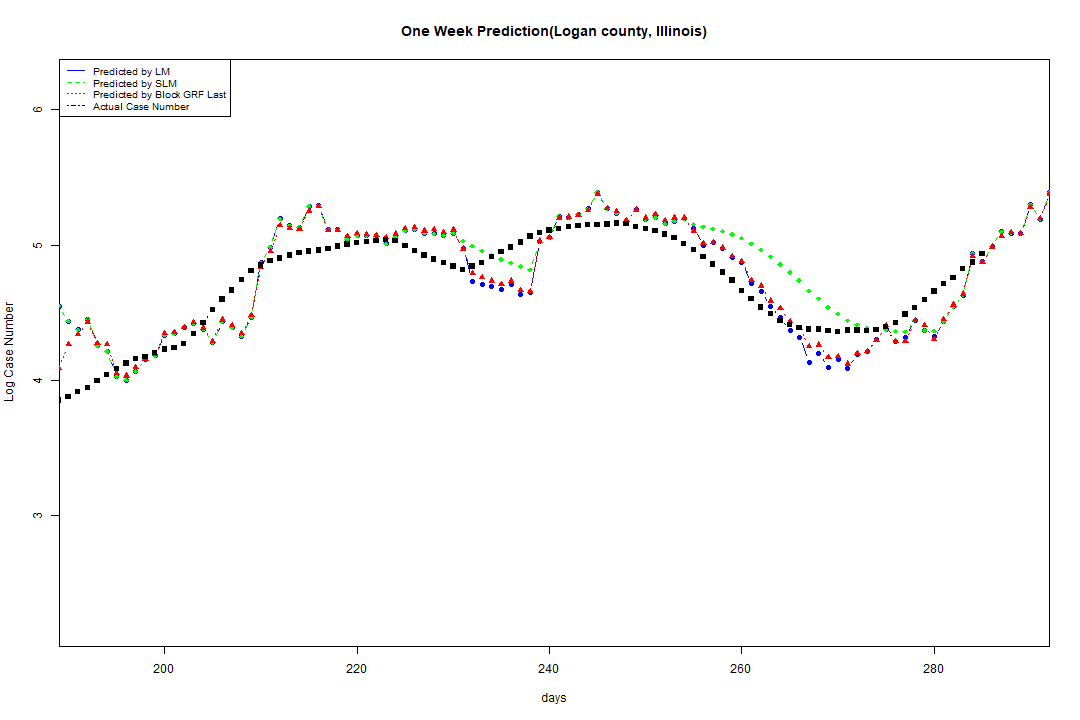 One Week Prediction(Logan county, Illinois)
Predicted by LM
Predicted by SLM
Predicted by Block GRF Last
Actual Case Number
6
5
4
3
Log Case Number
200 220 240 260 280
days